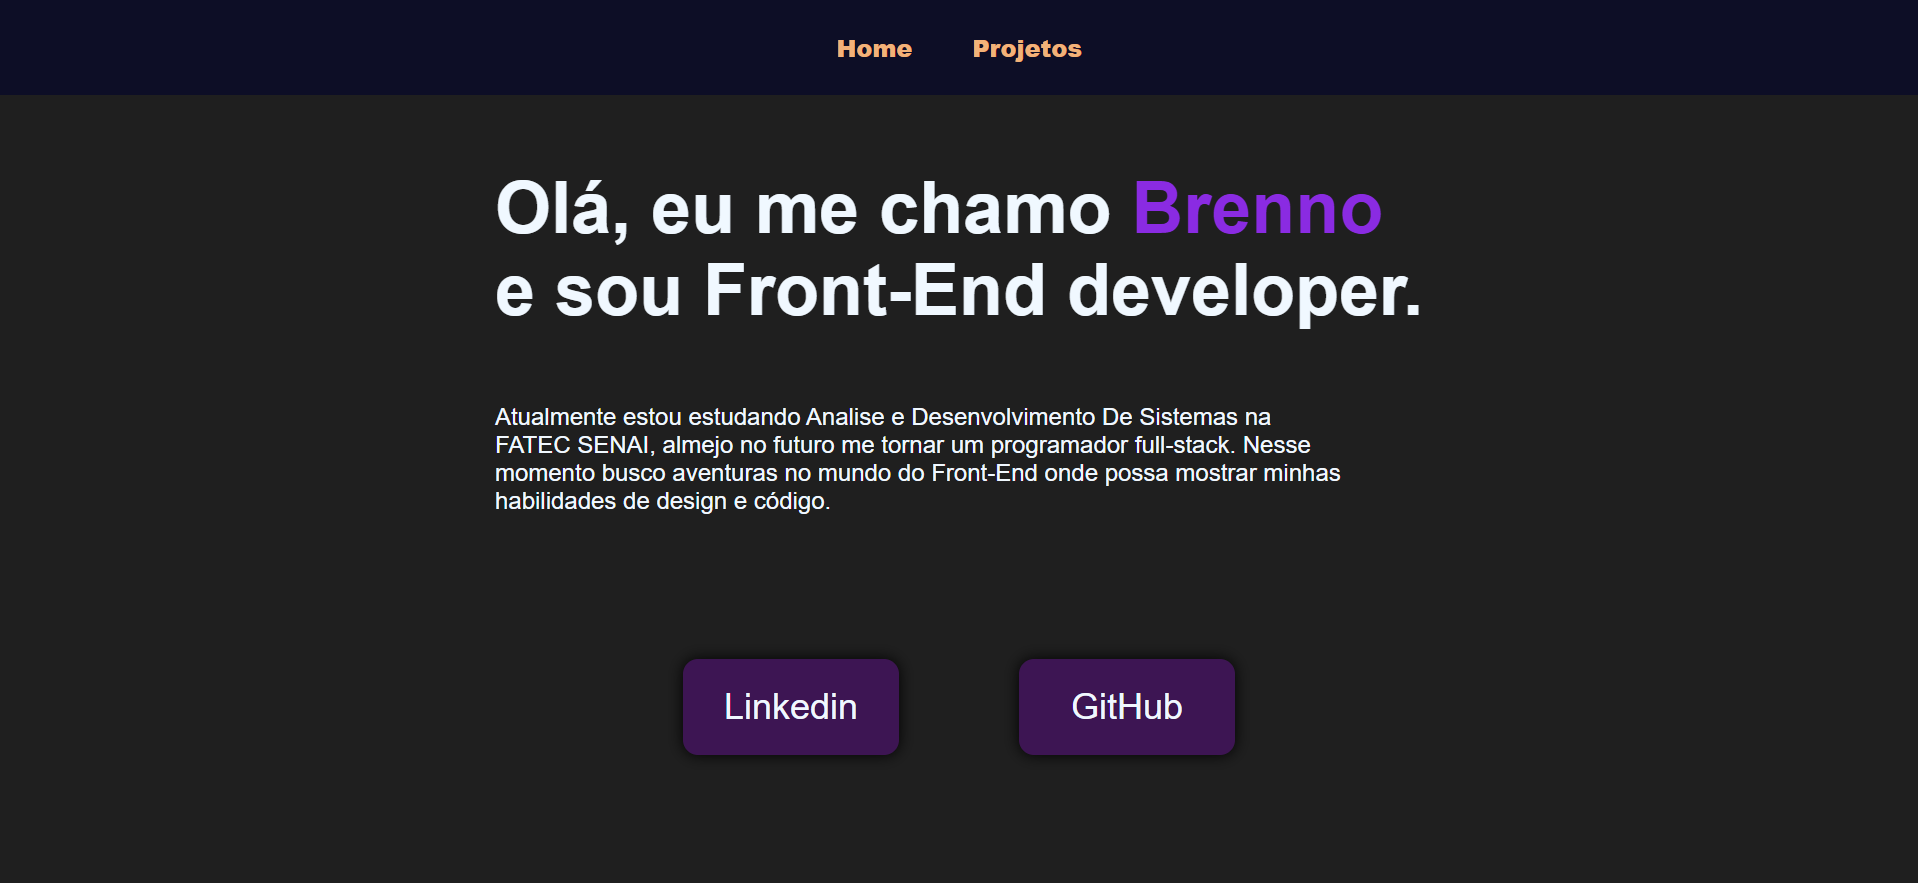 Home Projetos
Olá, eu me chamo Brenno
e sou Front-End developer.
Atualmente estou estudando Analise e Desenvolvimento De Sistemas na
FATEC SENAI, almejo no futuro me tornar um programador full-stack. Nesse
momento busco aventuras no mundo do Front-End onde possa mostrar minhas
habilidades de design e código.
Linkedin GitHub